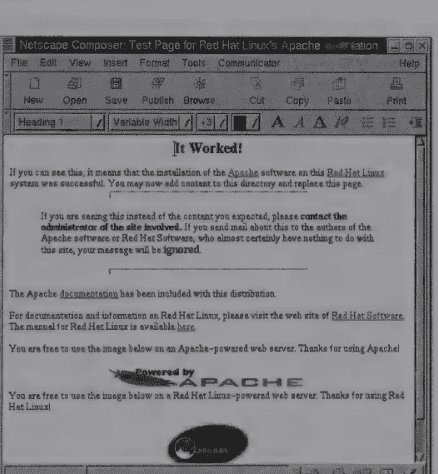 Netscape Composer: Test Page for Red Hat Linux's Apache
File Edit View Insert Format Tools Communicator Help
New Open Save Publish Browse Cut Copy Paste Print
Heading 1 Variable Width +3 A A A
It Worked!
If you can see this, it means that the installation of the Apache software on this Red Hat Linux
system was successful. You may now add content to this directory and replace this page.
If you are seeing this instead of the content you expected, please contact the
administrator of the site involved. If you send mail about this to the authors of the
Apache software or Red Hat Software, who almost certainly have nothing to do with
this site, your message will be ignored.
The Apache documentation has been included with this distribution.
For documentation and information on Red Hat Linux, please visit the web site of Red Hat Software.
The manual for Red Hat Linux is available here.
You are free to use the image below on an Apache-powered web server. Thanks for using Apache!
Powered by
APACHE
You are free to use the image below on a Red Hat Linux-powered web server. Thanks for using Red
Hat Linux!